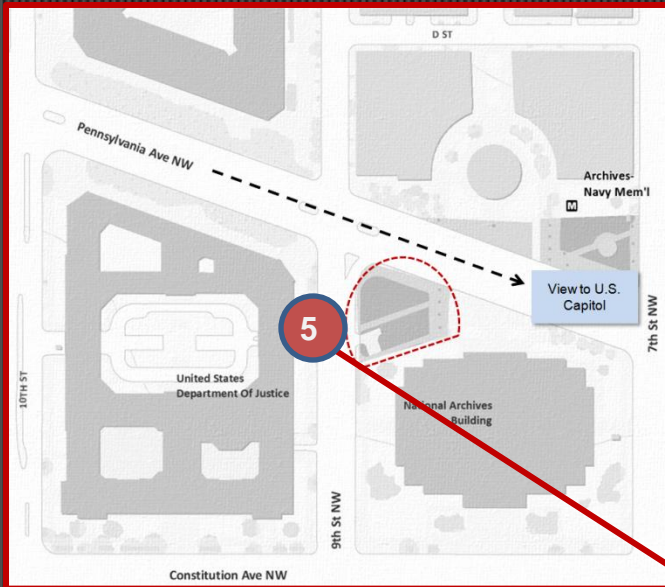 D ST
Pennsylvania Ave NW
Archives-
Navy Mem'l
M
View to U.S.
Capitol
5
7th St NW
10TH ST
United States
Department Of Justice
National Archives
Building
9th St NW
Constitution Ave NW